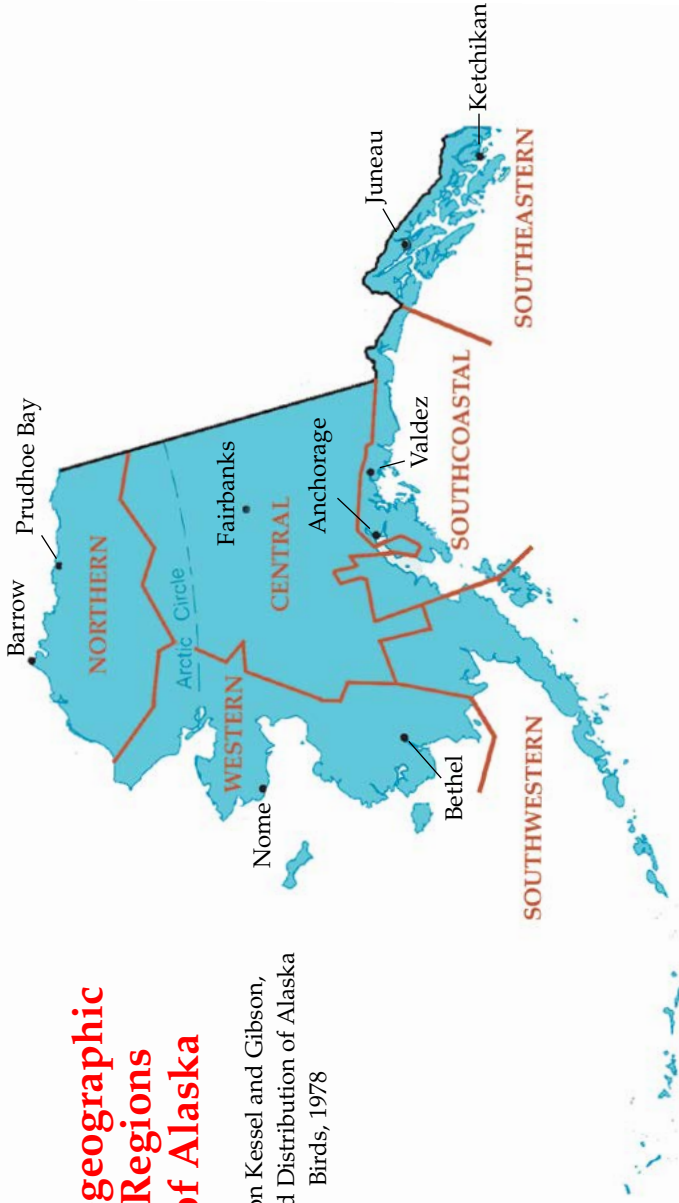 geographic
Regions
of Alaska
on Kessel and Gibson,
d Distribution of Alaska
Birds, 1978
Barrow
Prudhoe Bay
NORTHERN
Arctic Circle
WESTERN
Nome
Fairbanks
CENTRAL
Anchorage
Valdez
Bethel
SOUTHCOASTAL
SOUTHWESTERN
Juneau
Ketchikan
SOUTHEASTERN